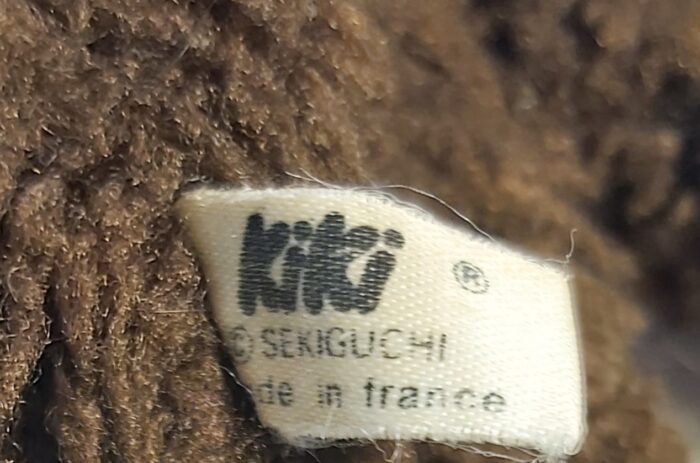 kiki ®
© SEKIGUCHI
de in france